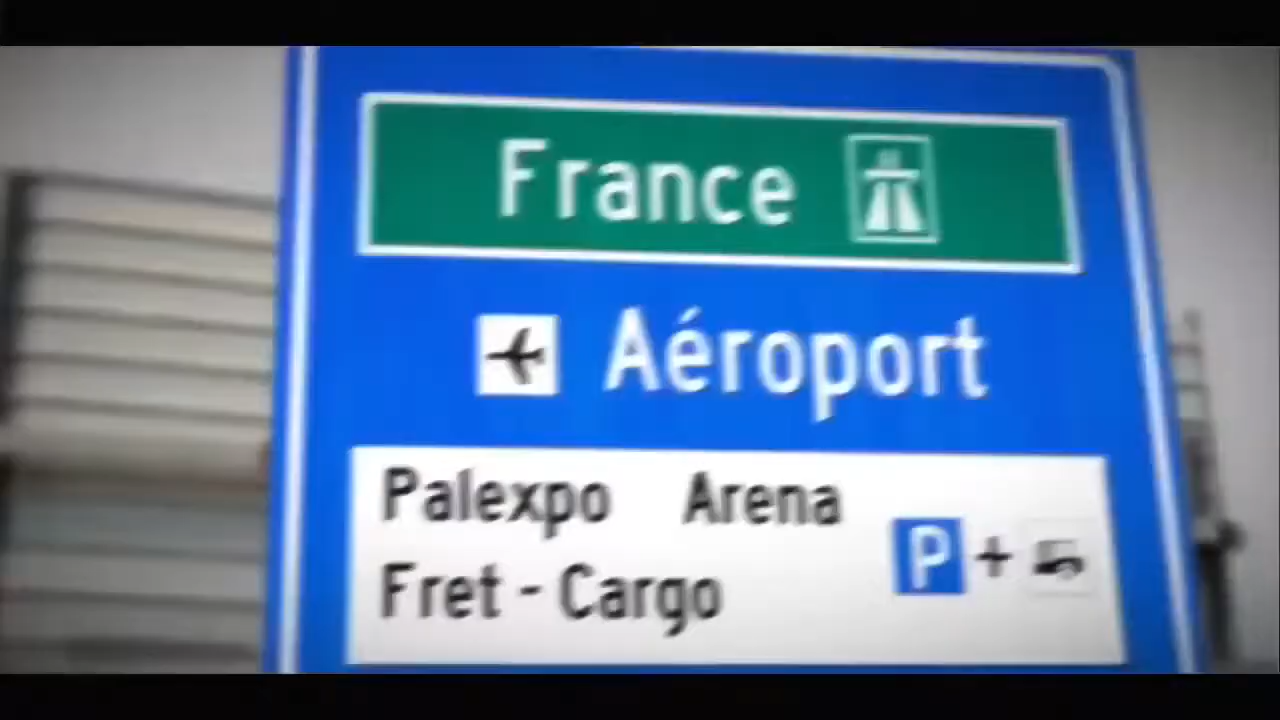 France
Aéroport
Palexpo Arena
Fret - Cargo
P +